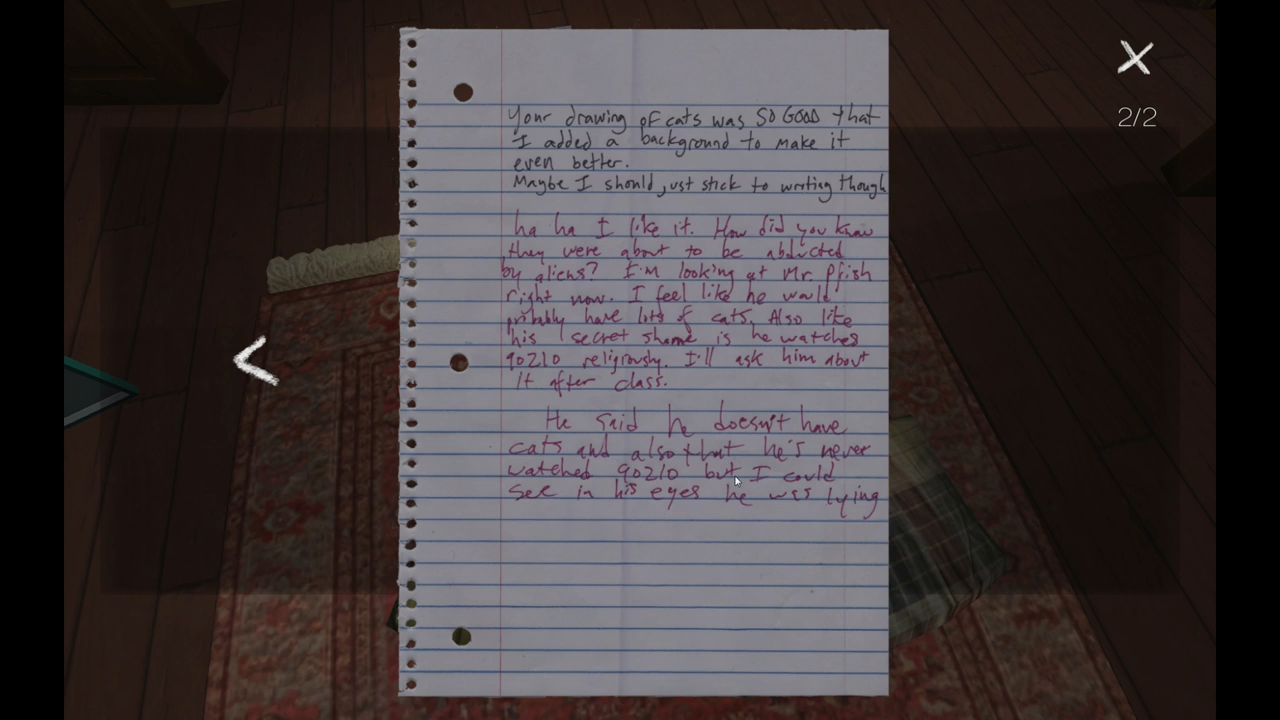 2/2
Your drawing of cats was SO GOOD that
I added a background to make it
even better.
Maybe I should just stick to writing though
ha ha I like it. How did you know
they were about to be abducted
by aliens? I'm looking at Mr. Pfish
right now. I feel like he would
probably have lots of cats. Also like
his secret shame is he watches
90210 religiously. I'll ask him about
it after class.
He said he doesn't have
cats and also that he's never
watched 90210 but I could
see in his eyes he was lying